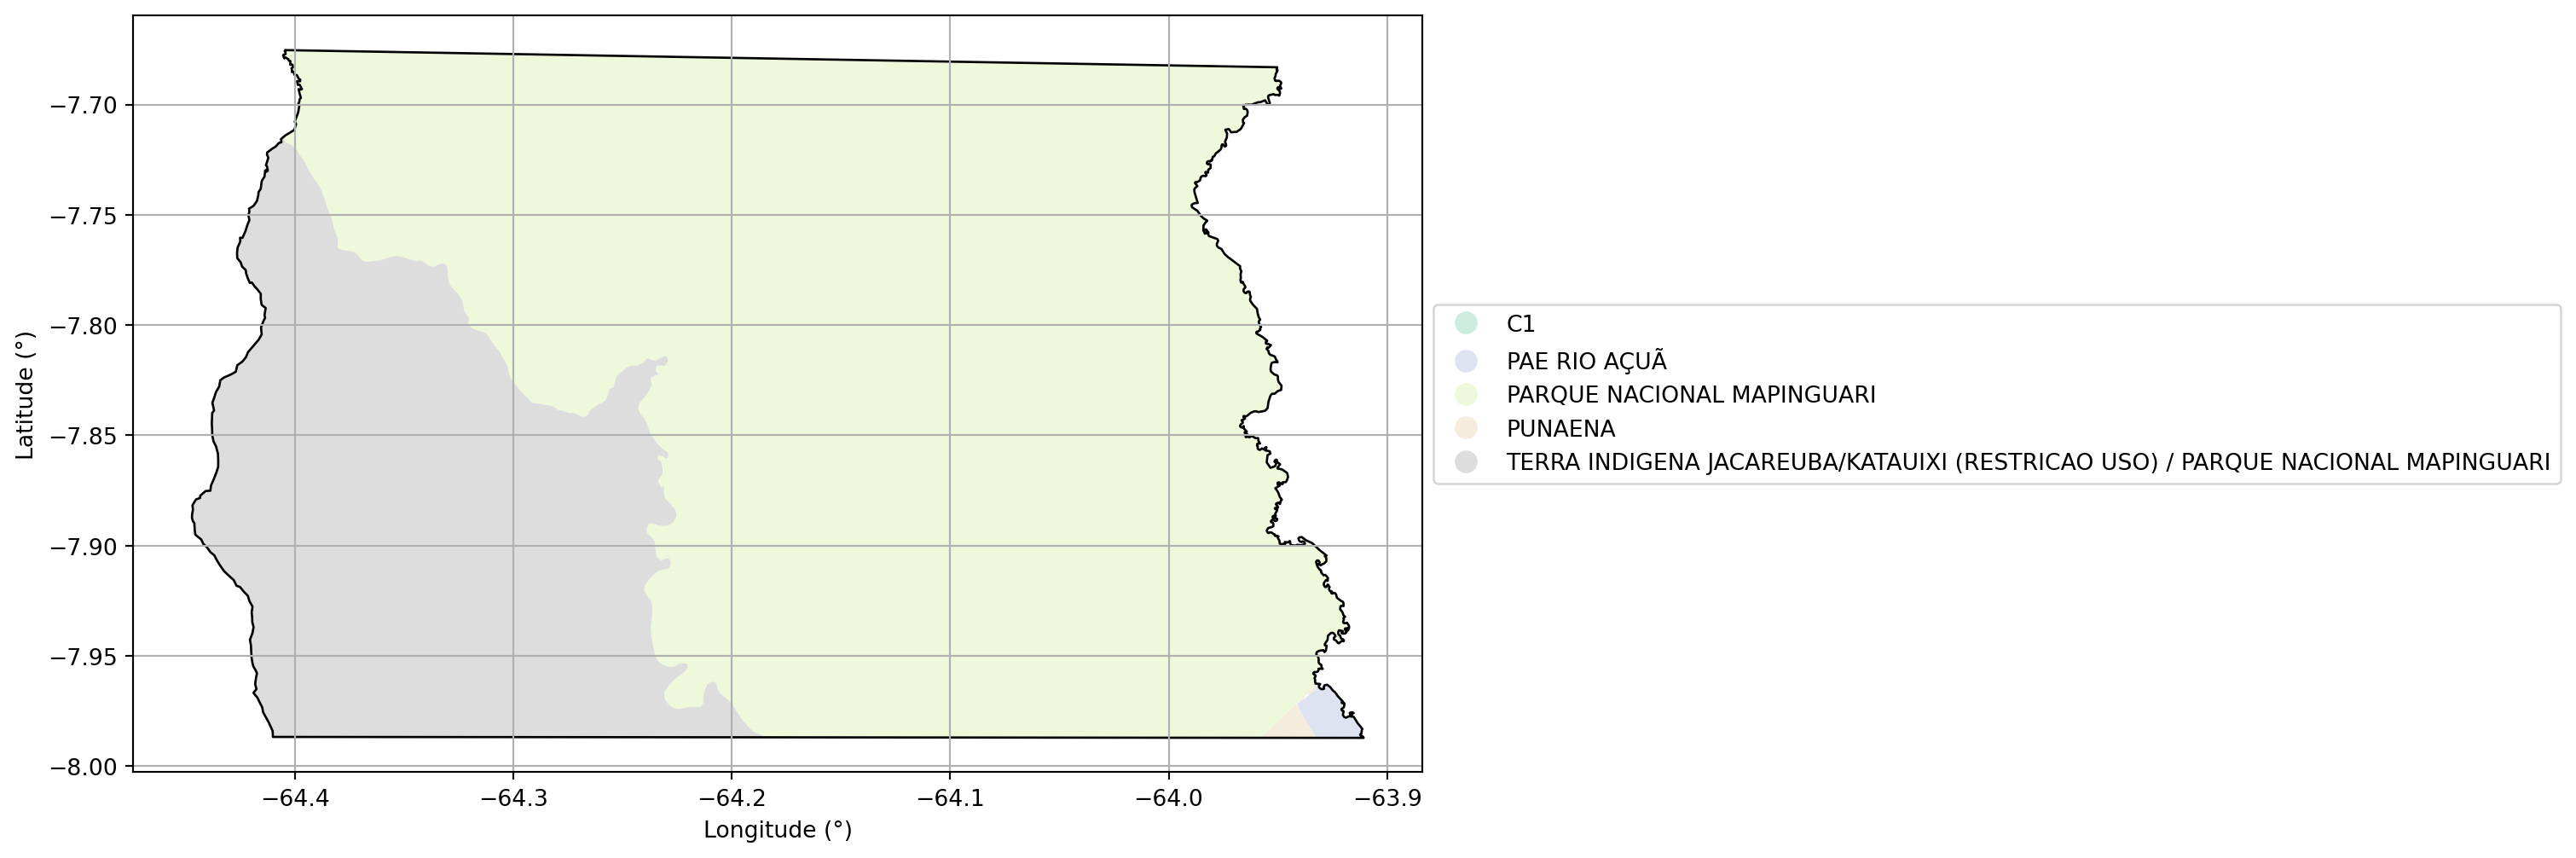 −7.70
−7.75
−7.80
−7.85
−7.90
−7.95
−8.00
Latitude (°)
−64.4
−64.3
−64.2
−64.1
−64.0
−63.9
Longitude (°)
C1
PAE RIO AÇUÃ
PARQUE NACIONAL MAPINGUARI
PUNAENA
TERRA INDIGENA JACAREUBA/KATAUIXI (RESTRICAO USO) / PARQUE NACIONAL MAPINGUARI